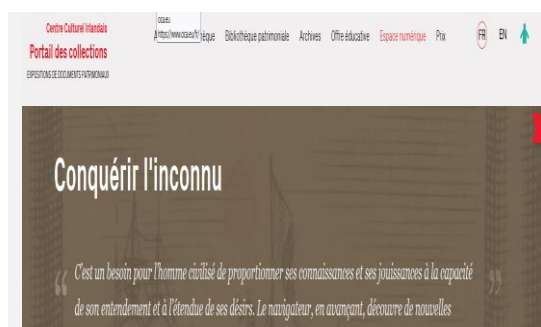 Centre Culturel Irlandais
Portail des collections
EXPOSITIONS DE DOCUMENTS PATRIMONIAUX
Bibliothèque patrimoniale Archives Offre éducative Espace numérique Prix FR EN
Conquérir l'inconnu
“ C'est un besoin pour l'homme civilisé de proportionner ses connaissances et ses jouissances à la capacité ”
de son entendement et à l'étendue de ses désirs. Le navigateur, en avançant, découvre de nouvelles